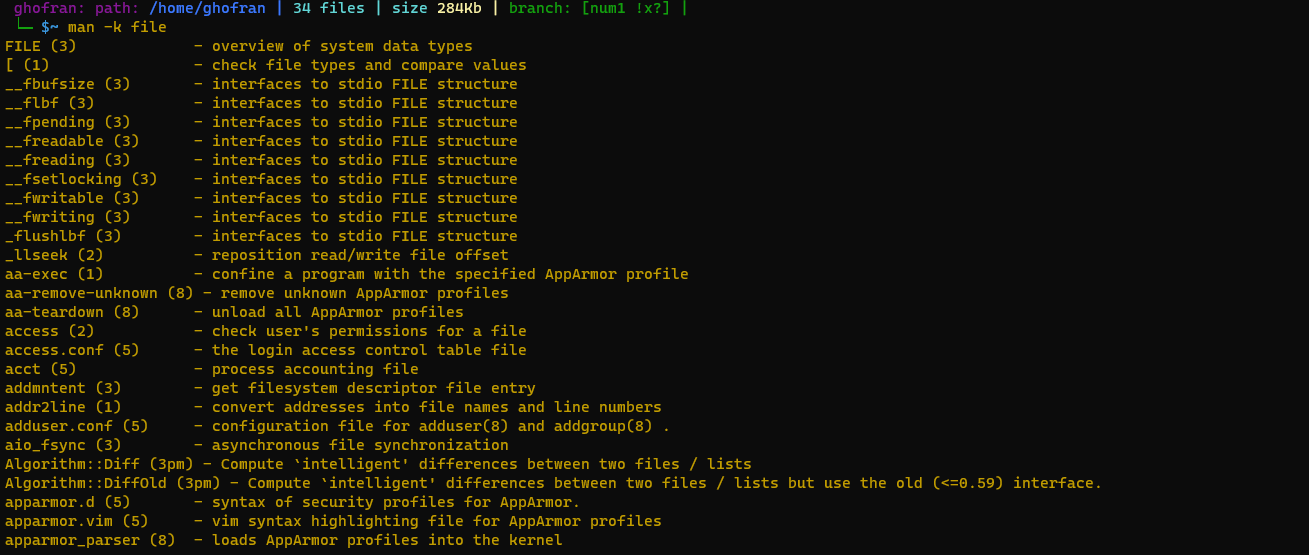 ghofran: path: /home/ghofran | 34 files | size 284Kb | branch: [num1 !x?] |
└─ $~ man -k file
FILE (3)             - overview of system data types
[ (1)                - check file types and compare values
__fbufsize (3)       - interfaces to stdio FILE structure
__flbf (3)           - interfaces to stdio FILE structure
__fpending (3)       - interfaces to stdio FILE structure
__freadable (3)      - interfaces to stdio FILE structure
__freading (3)       - interfaces to stdio FILE structure
__fsetlocking (3)    - interfaces to stdio FILE structure
__fwritable (3)      - interfaces to stdio FILE structure
__fwriting (3)       - interfaces to stdio FILE structure
_flushlbf (3)        - interfaces to stdio FILE structure
_llseek (2)          - reposition read/write file offset
aa-exec (1)          - confine a program with the specified AppArmor profile
aa-remove-unknown (8) - remove unknown AppArmor profiles
aa-teardown (8)      - unload all AppArmor profiles
access (2)           - check user's permissions for a file
access.conf (5)      - the login access control table file
acct (5)             - process accounting file
addmntent (3)        - get filesystem descriptor file entry
addr2line (1)        - convert addresses into file names and line numbers
adduser.conf (5)     - configuration file for adduser(8) and addgroup(8) .
aio_fsync (3)        - asynchronous file synchronization
Algorithm::Diff (3pm) - Compute `intelligent' differences between two files / lists
Algorithm::DiffOld (3pm) - Compute `intelligent' differences between two files / lists but use the old (<=0.59) interface.
apparmor.d (5)       - syntax of security profiles for AppArmor.
apparmor.vim (5)     - vim syntax highlighting file for AppArmor profiles
apparmor_parser (8)  - loads AppArmor profiles into the kernel